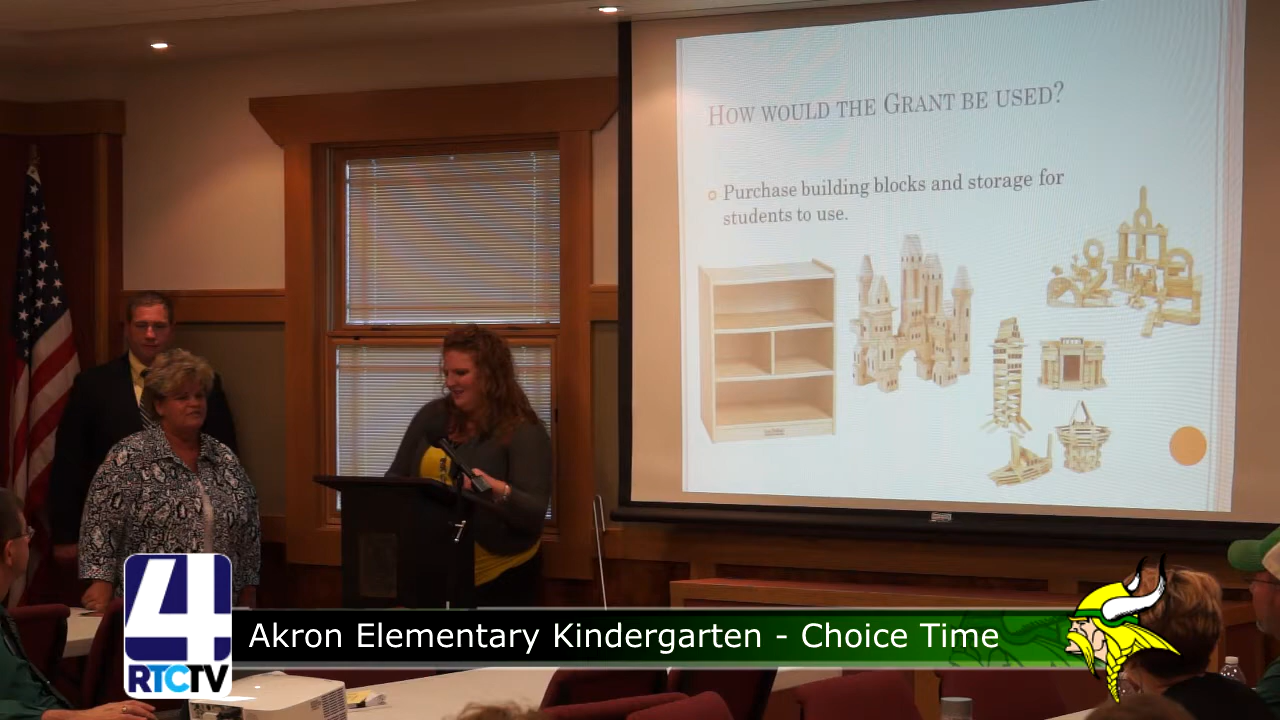 HOW WOULD THE GRANT BE USED?
Purchase building blocks and storage for
students to use.
4
RTCTV
Akron Elementary Kindergarten - Choice Time